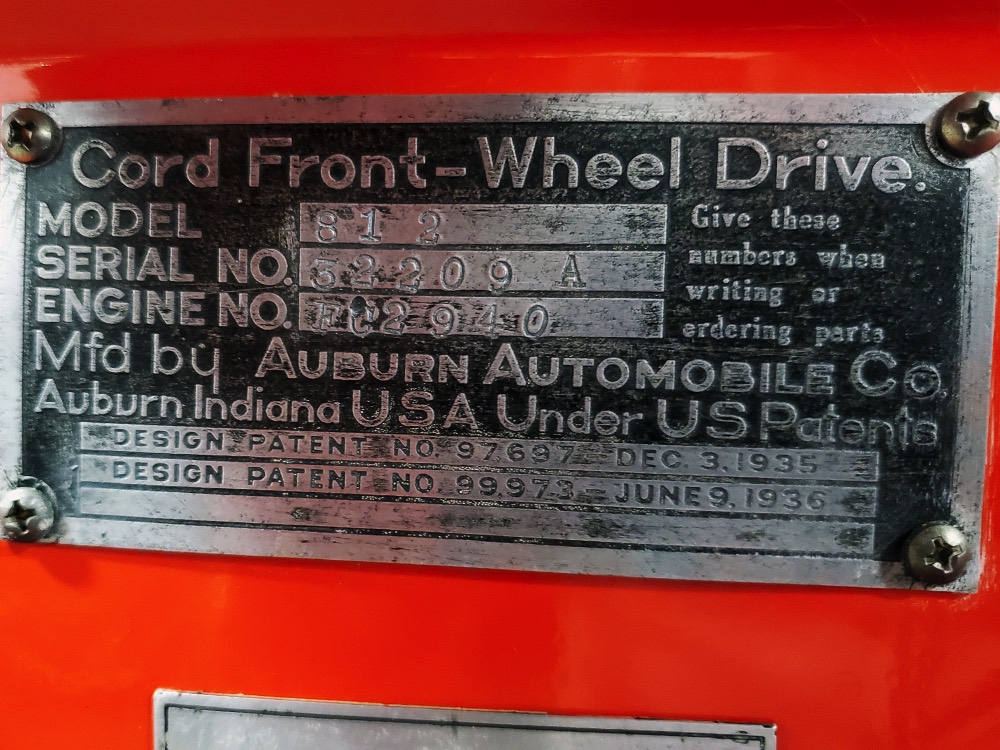 Cord Front-Wheel Drive.
MODEL 812
SERIAL NO. 32209 A
ENGINE NO. FC2940
Give these
numbers when
writing or
ordering parts
Mfd by AUBURN AUTOMOBILE CO.
Auburn Indiana USA Under US Patents
DESIGN PATENT NO. 97,697 - DEC. 3, 1935
DESIGN PATENT NO. 99,973 - JUNE 9, 1936